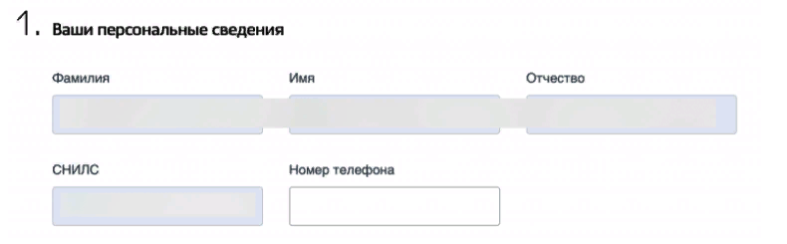 1. Ваши персональные сведения
Фамилия Имя Отчество
СНИЛС Номер телефона